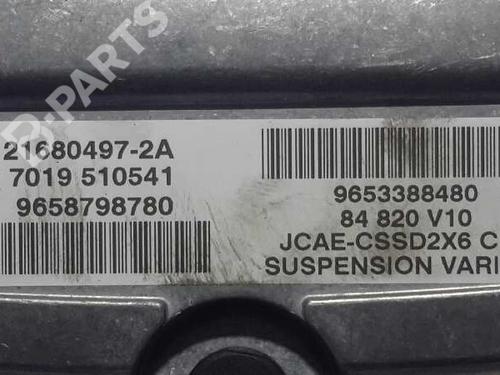 B-PARTS
21680497-2A
7019 510541
9658798780
9653388480
84 820 V10
JCAE-CSSD2X6 C
SUSPENSION VARI